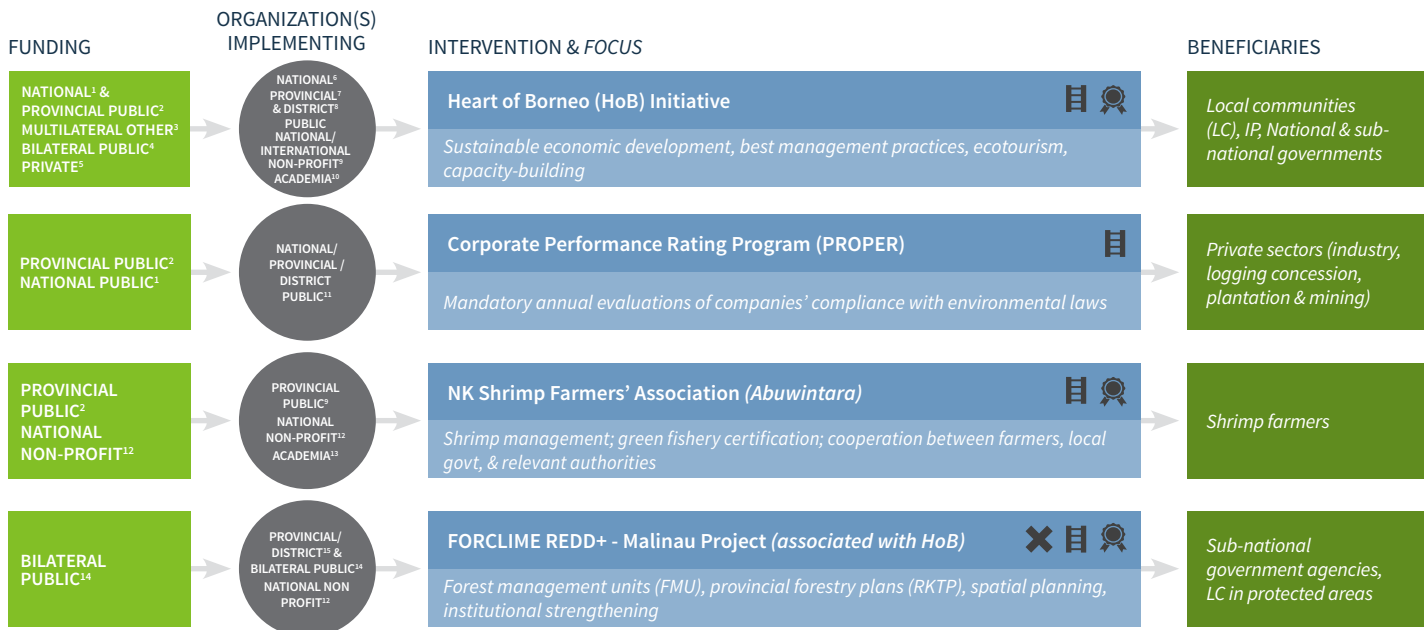 FUNDING
ORGANIZATION(S)
IMPLEMENTING
INTERVENTION & FOCUS
BENEFICIARIES
NATIONAL¹ &
PROVINCIAL PUBLIC²
MULTILATERAL OTHER³
BILATERAL PUBLIC⁴
PRIVATE⁵
NATIONAL⁶
PROVINCIAL⁷
& DISTRICT⁸
PUBLIC
NATIONAL/
INTERNATIONAL
NON-PROFIT⁹
ACADEMIA¹⁰
Heart of Borneo (HoB) Initiative
Sustainable economic development, best management practices, ecotourism,
capacity-building
Local communities
(LC), IP, National & sub-
national governments
PROVINCIAL PUBLIC²
NATIONAL PUBLIC¹
NATIONAL/
PROVINCIAL /
DISTRICT
PUBLIC¹¹
Corporate Performance Rating Program (PROPER)
Mandatory annual evaluations of companies’ compliance with environmental laws
Private sectors (industry,
logging concession,
plantation & mining)
PROVINCIAL
PUBLIC²
NATIONAL
NON-PROFIT¹²
PROVINCIAL
PUBLIC⁹
NATIONAL
NON-PROFIT¹²
ACADEMIA¹³
NK Shrimp Farmers’ Association (Abuwintara)
Shrimp management; green fishery certification; cooperation between farmers, local
govt, & relevant authorities
Shrimp farmers
BILATERAL
PUBLIC¹⁴
PROVINCIAL/
DISTRICT¹⁵ &
BILATERAL PUBLIC¹⁴
NATIONAL NON
PROFIT¹²
FORCLIME REDD+ - Malinau Project (associated with HoB)
Forest management units (FMU), provincial forestry plans (RKTP), spatial planning,
institutional strengthening
Sub-national
government agencies,
LC in protected areas